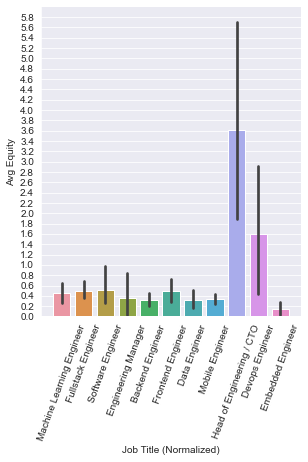 5.8
5.6
5.4
5.2
5.0
4.8
4.6
4.4
4.2
4.0
3.8
3.6
3.4
3.2
3.0
2.8
2.6
2.4
2.2
2.0
1.8
1.6
1.4
1.2
1.0
0.8
0.6
0.4
0.2
0.0
Avg Equity
Machine Learning Engineer
Fullstack Engineer
Software Engineer
Engineering Manager
Backend Engineer
Frontend Engineer
Data Engineer
Mobile Engineer
Head of Engineering / CTO
Devops Engineer
Embedded Engineer
Job Title (Normalized)